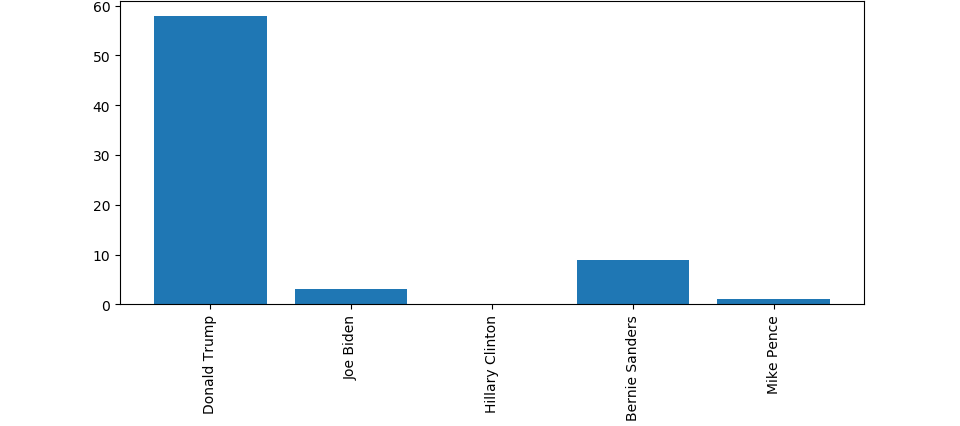 60
50
40
30
20
10
0
Donald Trump
Joe Biden
Hillary Clinton
Bernie Sanders
Mike Pence